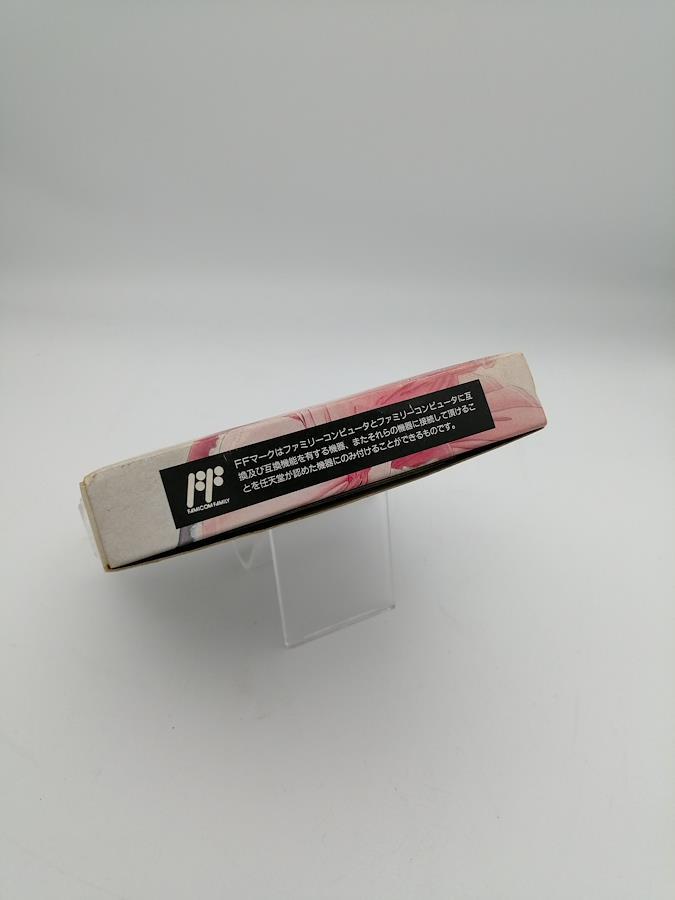 FF
FAMICOM FAMILY
FFマークはファミリーコンピュータとファミリーコンピュータに互
換及び互換機能を有する機器、またそれらの機器に接続して頂けるこ
とを任天堂が認めた機器にのみ付けることができるものです。